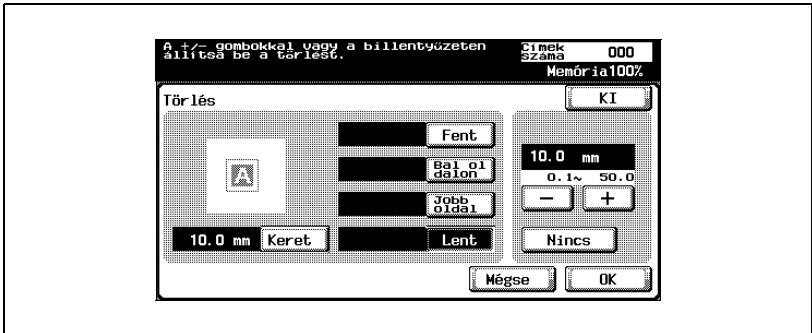 A +/- gombokkal vagy a billentyűzeten
állítsa be a törlést.
Címek
száma
000
Memória100%
Törlés
KI
Fent
Bal ol
dalon
Jobb
oldal
Lent
A
10.0 mm
Keret
10.0 mm
0.1~ 50.0
− +
Nincs
Mégse
OK